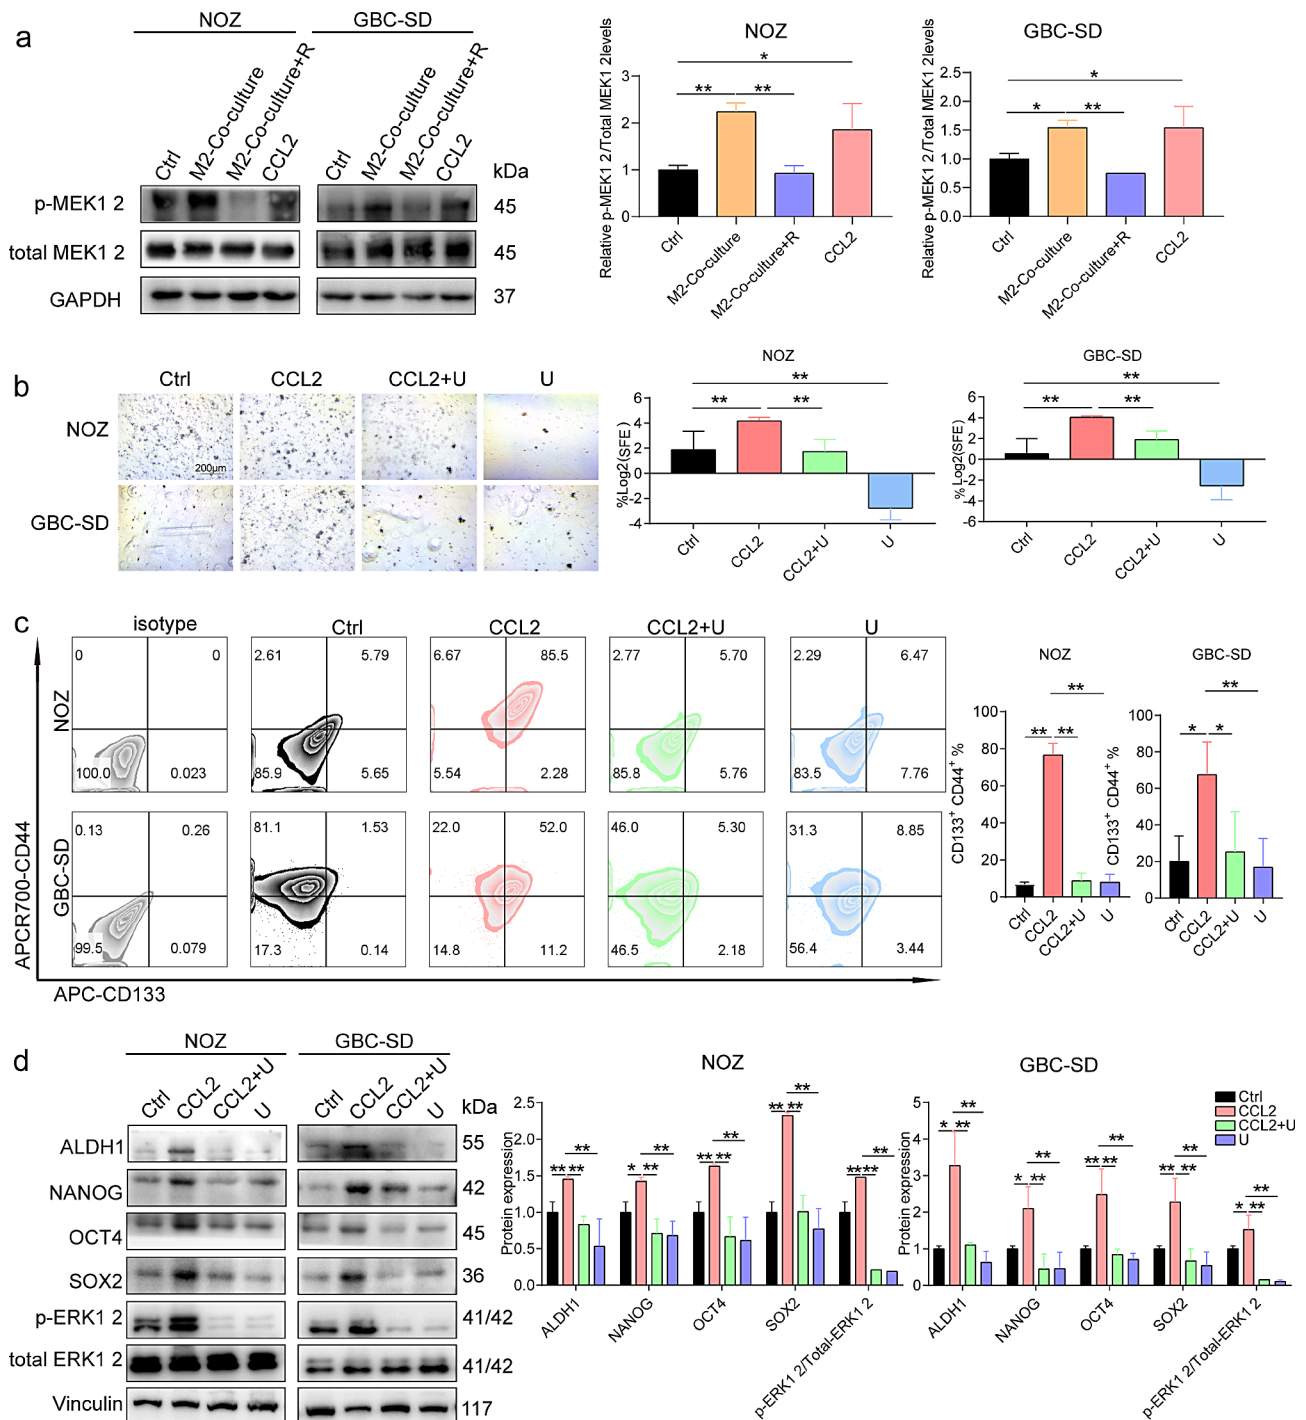 a
NOZ
GBC-SD
Ctrl
M2-Co-culture
M2-Co-culture+R
CCL2
Ctrl
M2-Co-culture
M2-Co-culture+R
CCL2
kDa
p-MEK1 2
45
total MEK1 2
45
GAPDH
37
NOZ
Relative p-MEK1 2/Total MEK1 2levels
3
2
1
0
*
**
**
Ctrl
M2-Co-culture
M2-Co-culture+R
CCL2
GBC-SD
Relative p-MEK1 2/Total MEK1 2levels
2.5
2.0
1.5
1.0
0.5
0.0
*
*
**
Ctrl
M2-Co-culture
M2-Co-culture+R
CCL2
b
Ctrl
CCL2
CCL2+U
U
NOZ
200μm
GBC-SD
NOZ
%Log2(SFE)
6
4
2
0
-2
-4
**
**
**
Ctrl
CCL2
CCL2+U
U
GBC-SD
% Log2(SFE)
6
4
2
0
-2
-4
-6
**
**
**
Ctrl
CCL2
CCL2+U
U
c
isotype
Ctrl
CCL2
CCL2+U
U
NOZ
0
0
100.0
0.023
2.61
5.79
85.9
5.65
6.67
85.5
5.54
2.28
2.77
5.70
85.8
5.76
2.29
6.47
83.5
7.76
GBC-SD
0.13
0.26
99.5
0.079
81.1
1.53
17.3
0.14
22.0
52.0
14.8
11.2
46.0
5.30
46.5
2.18
31.3
8.85
56.4
3.44
APCR700-CD44
APC-CD133
NOZ
CD133+ CD44+ %
100
80
60
40
20
0
**
**
**
Ctrl
CCL2
CCL2+U
U
GBC-SD
CD133+ CD44+ %
100
80
60
40
20
0
**
*
*
Ctrl
CCL2
CCL2+U
U
d
NOZ
GBC-SD
Ctrl
CCL2
CCL2+U
U
Ctrl
CCL2
CCL2+U
U
kDa
ALDH1
55
NANOG
42
OCT4
45
SOX2
36
p-ERK1 2
41/42
total ERK1 2
41/42
Vinculin
117
NOZ
Protein expression
2.5
2.0
1.5
1.0
0.5
0.0
**
** **
**
* **
**
** **
**
** **
**
** **
ALDH1
NANOG
OCT4
SOX2
p-ERK1 2/Total-ERK1 2
GBC-SD
Protein expression
5
4
3
2
1
0
**
* **
**
* **
**
** **
**
** **
**
* **
ALDH1
NANOG
OCT4
SOX2
p-ERK1 2/Total-ERK1 2
Ctrl
CCL2
CCL2+U
U